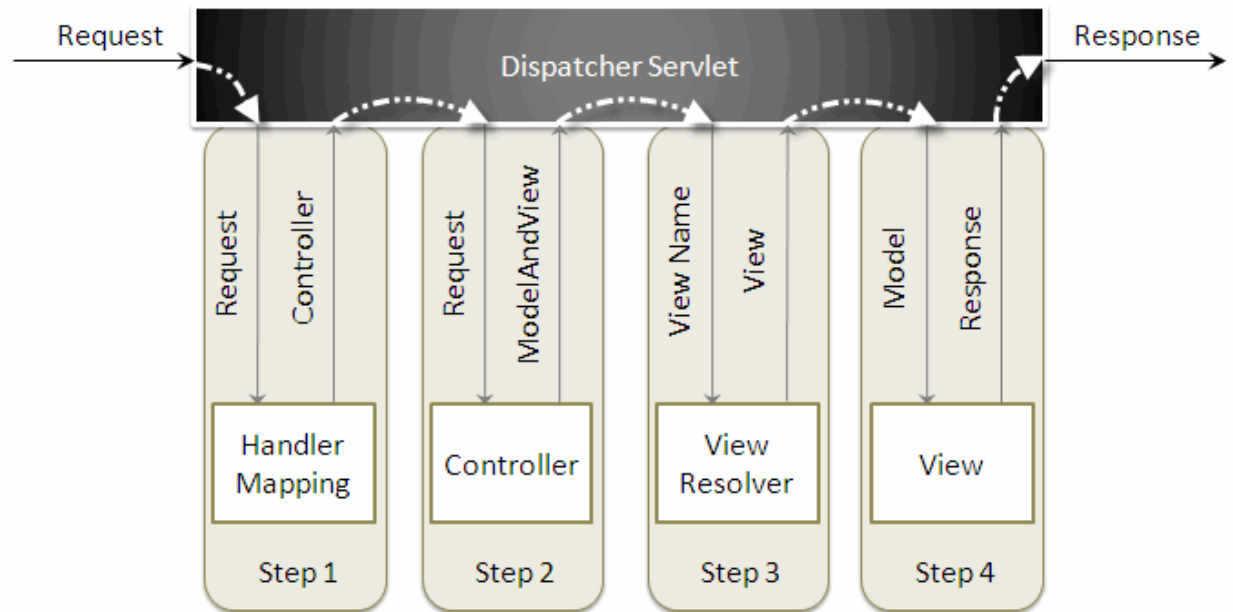 Request
Dispatcher Servlet
Response
Request
Controller
Handler
Mapping
Step 1
Request
ModelAndView
Controller
Step 2
View Name
View
View
Resolver
Step 3
Model
Response
View
Step 4